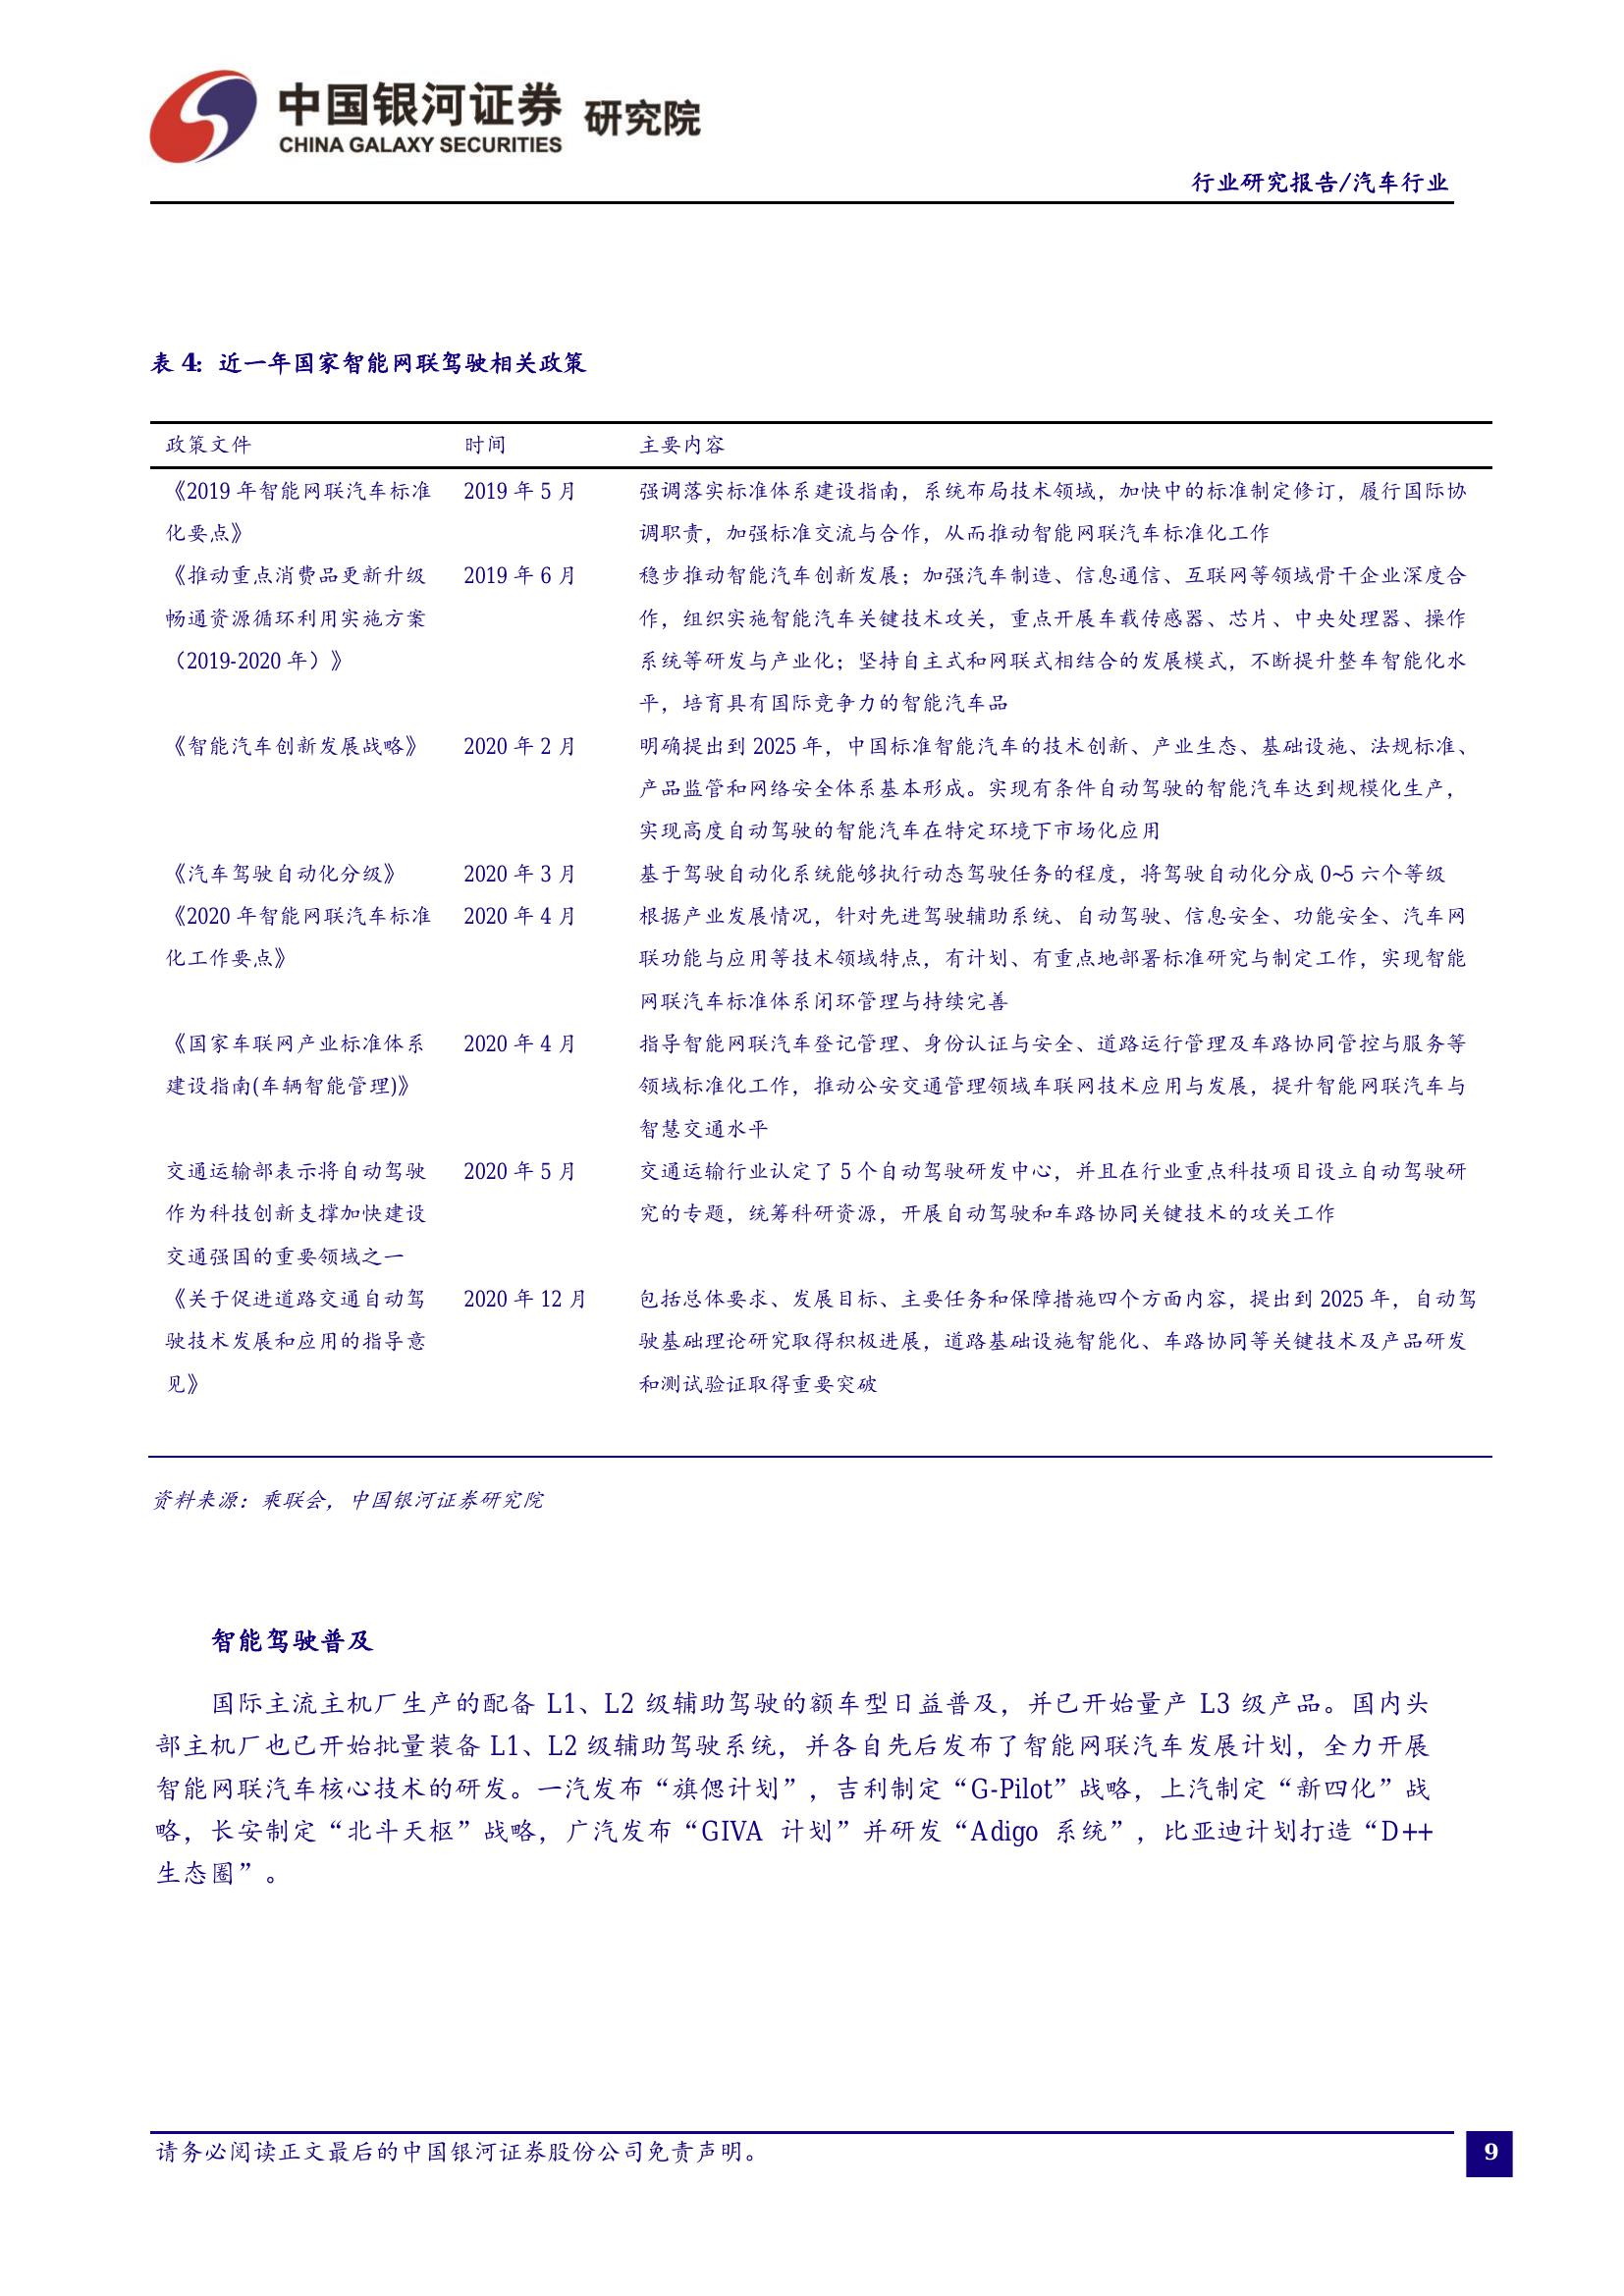 中国银河证券 研究院
CHINA GALAXY SECURITIES
行业研究报告/汽车行业
表 4: 近一年国家智能网联驾驶相关政策
政策文件 时间 主要内容
《2019 年智能网联汽车标准 2019 年 5 月 强调落实标准体系建设指南，系统布局技术领域，加快中的标准制定修订，履行国际协
化要点》 调职责，加强标准交流与合作，从而推动智能网联汽车标准化工作
《推动重点消费品更新升级 2019 年 6 月 稳步推动智能汽车创新发展；加强汽车制造、信息通信、互联网等领域骨干企业深度合
畅通资源循环利用实施方案 作，组织实施智能汽车关键技术攻关，重点开展车载传感器、芯片、中央处理器、操作
（2019-2020 年）》 系统等研发与产业化；坚持自主式和网联式相结合的发展模式，不断提升整车智能化水
平，培育具有国际竞争力的智能汽车品
《智能汽车创新发展战略》 2020 年 2 月 明确提出到 2025 年，中国标准智能汽车的技术创新、产业生态、基础设施、法规标准、
产品监管和网络安全体系基本形成。实现有条件自动驾驶的智能汽车达到规模化生产，
实现高度自动驾驶的智能汽车在特定环境下市场化应用
《汽车驾驶自动化分级》 2020 年 3 月 基于驾驶自动化系统能够执行动态驾驶任务的程度，将驾驶自动化分成 0~5 六个等级
《2020 年智能网联汽车标准 2020 年 4 月 根据产业发展情况，针对先进驾驶辅助系统、自动驾驶、信息安全、功能安全、汽车网
化工作要点》 联功能与应用等技术领域特点，有计划、有重点地部署标准研究与制定工作，实现智能
网联汽车标准体系闭环管理与持续完善
《国家车联网产业标准体系 2020 年 4 月 指导智能网联汽车登记管理、身份认证与安全、道路运行管理及车路协同管控与服务等
建设指南(车辆智能管理)》 领域标准化工作，推动公安交通管理领域车联网技术应用与发展，提升智能网联汽车与
智慧交通水平
交通运输部表示将自动驾驶 2020 年 5 月 交通运输行业认定了 5 个自动驾驶研发中心，并且在行业重点科技项目设立自动驾驶研
作为科技创新支撑加快建设 究的专题，统筹科研资源，开展自动驾驶和车路协同关键技术的攻关工作
交通强国的重要领域之一
《关于促进道路交通自动驾 2020 年 12 月 包括总体要求、发展目标、主要任务和保障措施四个方面内容，提出到 2025 年，自动驾
驶技术发展和应用的指导意 驶基础理论研究取得积极进展，道路基础设施智能化、车路协同等关键技术及产品研发
见》 和测试验证取得重要突破
资料来源：乘联会，中国银河证券研究院
智能驾驶普及
国际主流主机厂生产的配备 L1、L2 级辅助驾驶的额车型日益普及，并已开始量产 L3 级产品。国内头
部主机厂也已开始批量装备 L1、L2 级辅助驾驶系统，并各自先后发布了智能网联汽车发展计划，全力开展
智能网联汽车核心技术的研发。一汽发布“旗偲计划”，吉利制定“G-Pilot”战略，上汽制定“新四化”战
略，长安制定“北斗天枢”战略，广汽发布“GIVA 计划”并研发“Adigo 系统”，比亚迪计划打造“D++
生态圈”。
请务必阅读正文最后的中国银河证券股份公司免责声明。
9